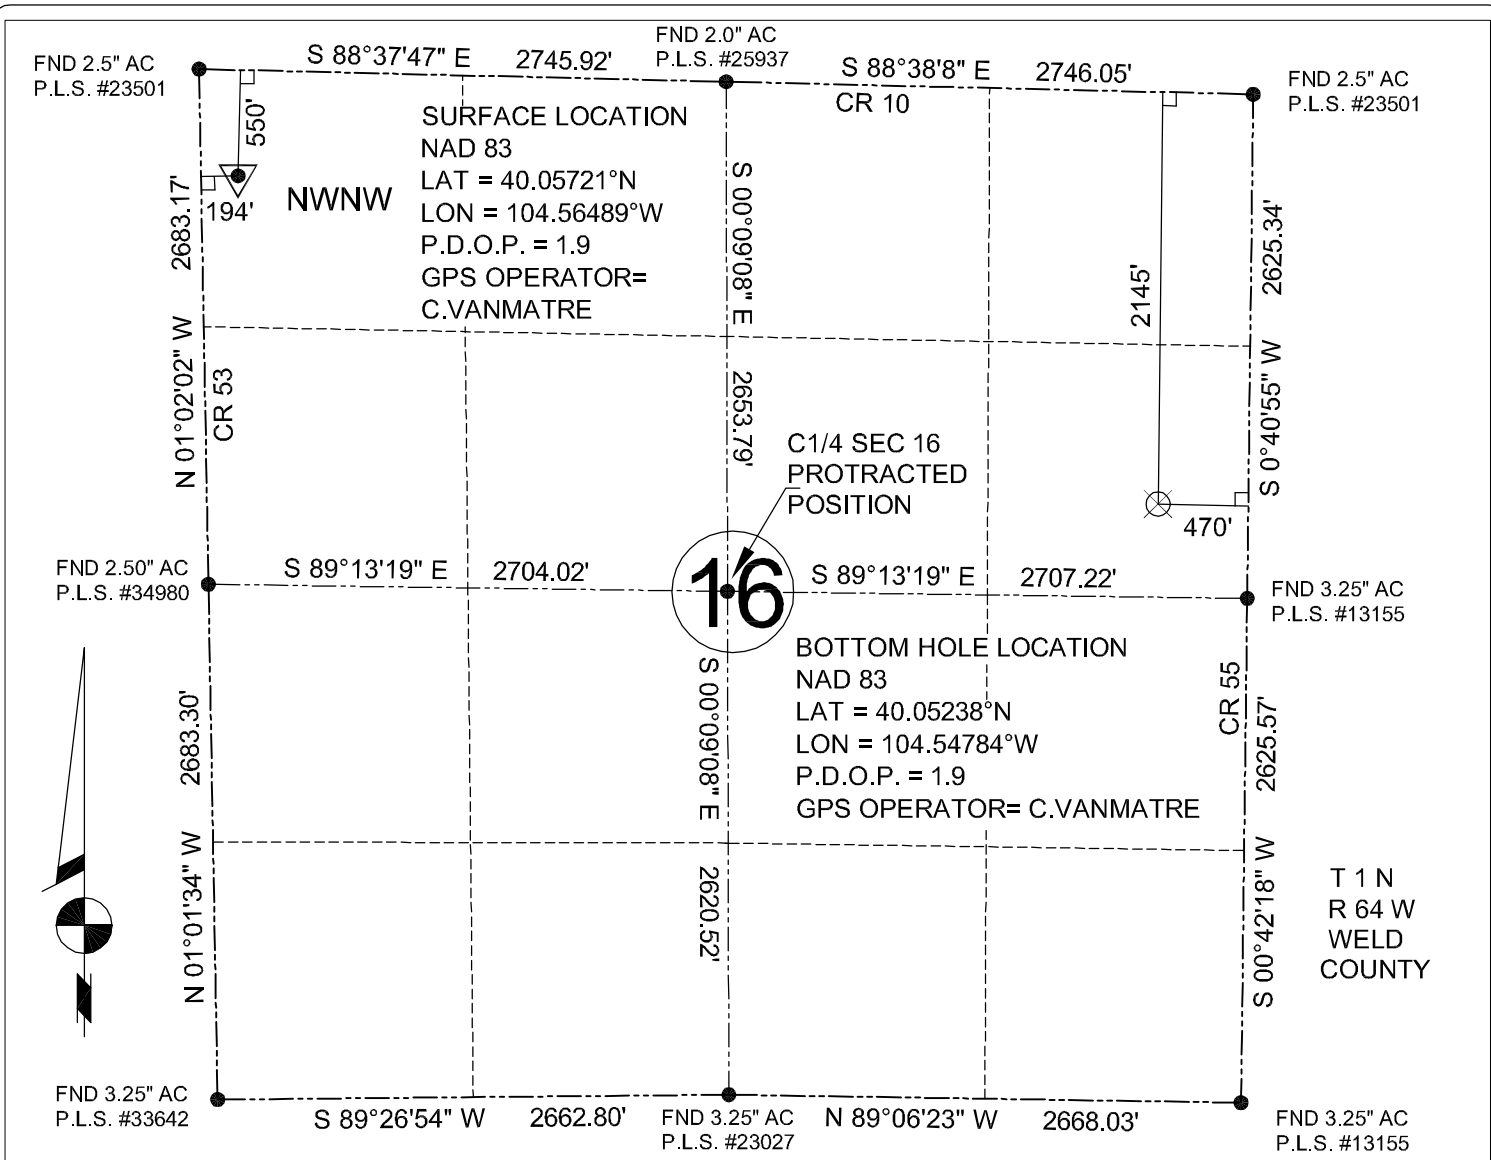 FND 2.5" AC
P.L.S. #23501
S 88°37'47" E
2745.92'
FND 2.0" AC
P.L.S. #25937
S 88°38'8" E
2746.05'
CR 10
FND 2.5" AC
P.L.S. #23501
550'
194'
NWNW
SURFACE LOCATION
NAD 83
LAT = 40.05721°N
LON = 104.56489°W
P.D.O.P. = 1.9
GPS OPERATOR=
C.VANMATRE
2683.17'
N 01°02'02" W
CR 53
S 00°09'08" E
2653.79'
2145'
470'
2625.34'
S 0°40'55" W
C1/4 SEC 16
PROTRACTED
POSITION
FND 2.50" AC
P.L.S. #34980
S 89°13'19" E
2704.02'
16
S 89°13'19" E
2707.22'
FND 3.25" AC
P.L.S. #13155
BOTTOM HOLE LOCATION
NAD 83
LAT = 40.05238°N
LON = 104.54784°W
P.D.O.P. = 1.9
GPS OPERATOR= C.VANMATRE
2683.30'
N 01°01'34" W
S 00°09'08" E
2620.52'
CR 55
2625.57'
S 00°42'18" W
T 1 N
R 64 W
WELD
COUNTY
FND 3.25" AC
P.L.S. #33642
S 89°26'54" W
2662.80'
FND 3.25" AC
P.L.S. #23027
N 89°06'23" W
2668.03'
FND 3.25" AC
P.L.S. #13155